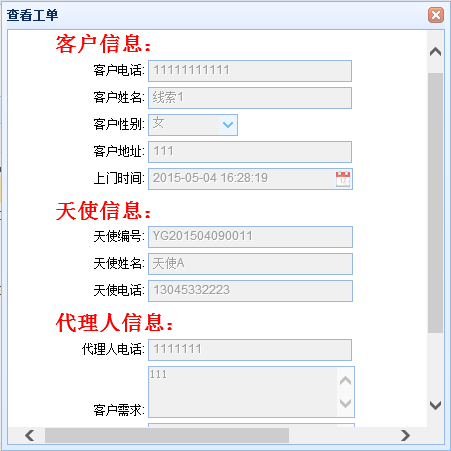 查看工单
客户信息：
客户电话: 11111111111
客户姓名: 线索1
客户性别: 女
客户地址: 111
上门时间: 2015-05-04 16:28:19
天使信息：
天使编号: YG201504090011
天使姓名: 天使A
天使电话: 13045332223
代理人信息：
代理人电话: 1111111
111
客户需求: